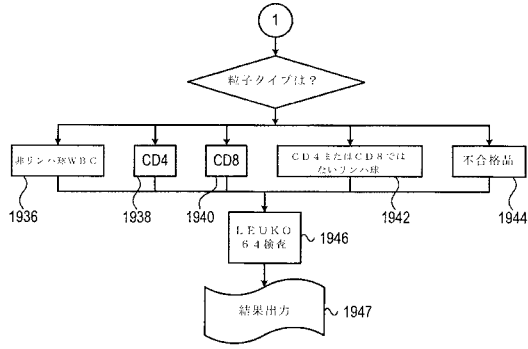 1
粒子タイプは?
非リンパ球WBC
CD4
CD8
CD4またはCD8では
ないリンパ球
不合格品
1936
1938
1940
1942
1944
LEUKO
64検査
1946
結果出力
1947